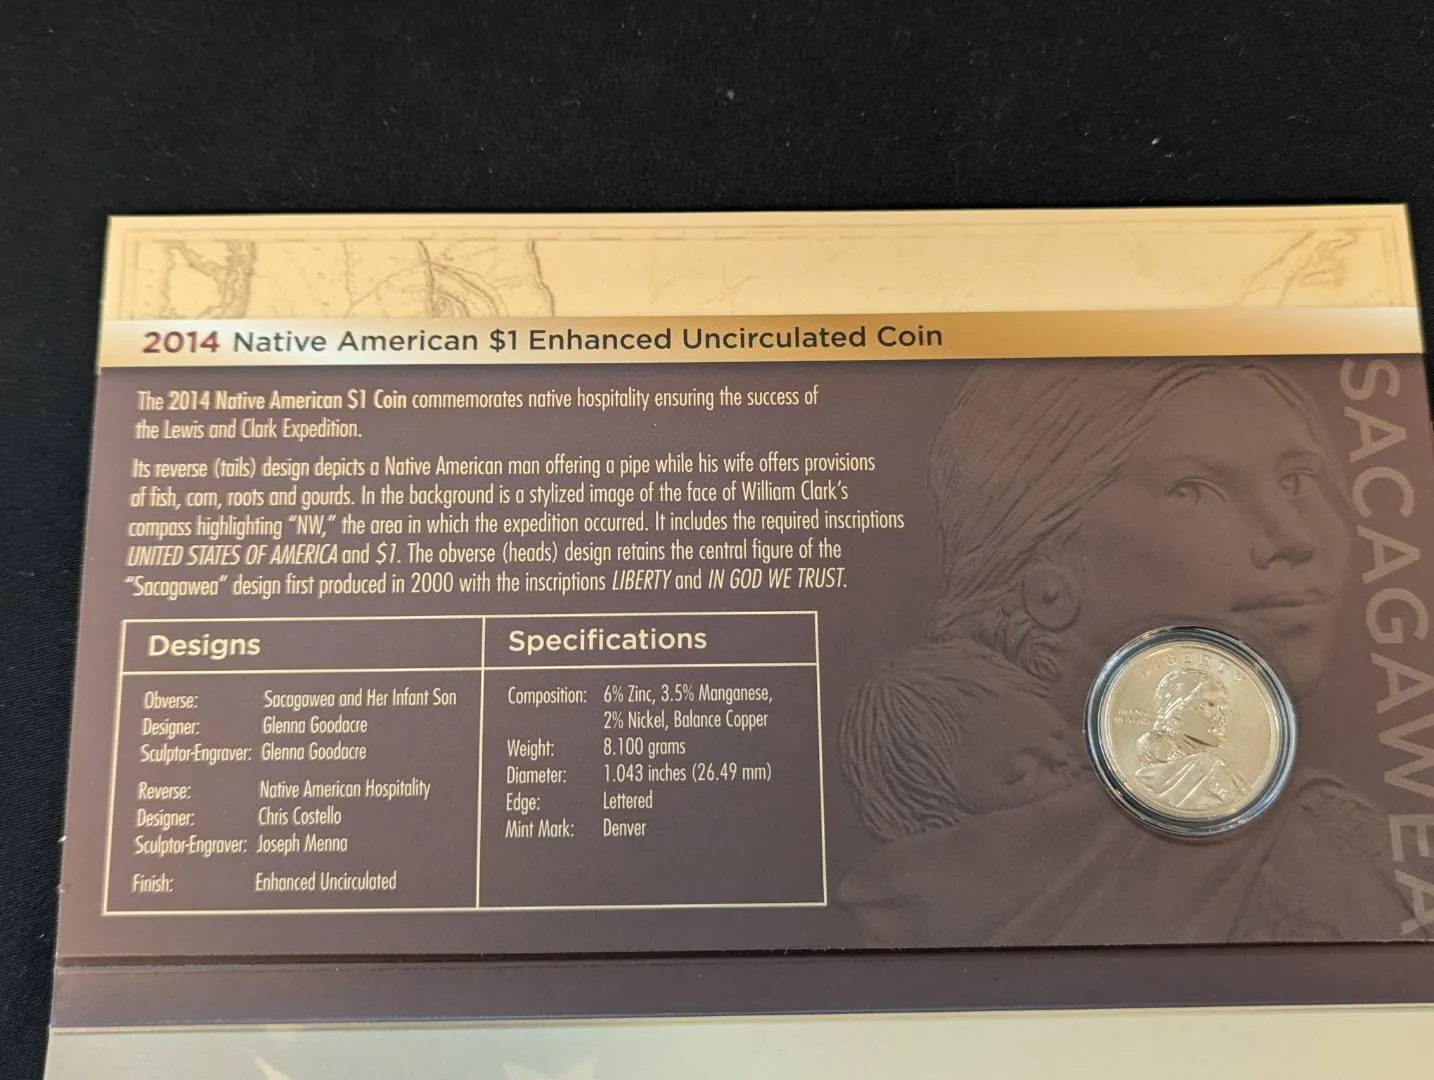 2014 Native American $1 Enhanced Uncirculated Coin
The 2014 Native American $1 Coin commemorates native hospitality ensuring the success of
the Lewis and Clark Expedition.
Its reverse (tails) design depicts a Native American man offering a pipe while his wife offers provisions
of fish, corn, roots and gourds. In the background is a stylized image of the face of William Clark's
compass highlighting “NW,” the area in which the expedition occurred. It includes the required inscriptions
UNITED STATES OF AMERICA and $1. The obverse (heads) design retains the central figure of the
“Sacagawea” design first produced in 2000 with the inscriptions LIBERTY and IN GOD WE TRUST.
Designs
Obverse: Sacagawea and Her Infant Son
Designer: Glenna Goodacre
Sculptor-Engraver: Glenna Goodacre
Reverse: Native American Hospitality
Designer: Chris Costello
Sculptor-Engraver: Joseph Menna
Finish: Enhanced Uncirculated
Specifications
Composition: 6% Zinc, 3.5% Manganese,
2% Nickel, Balance Copper
Weight: 8.100 grams
Diameter: 1.043 inches (26.49 mm)
Edge: Lettered
Mint Mark: Denver
LIBERTY
SACAGAWEA